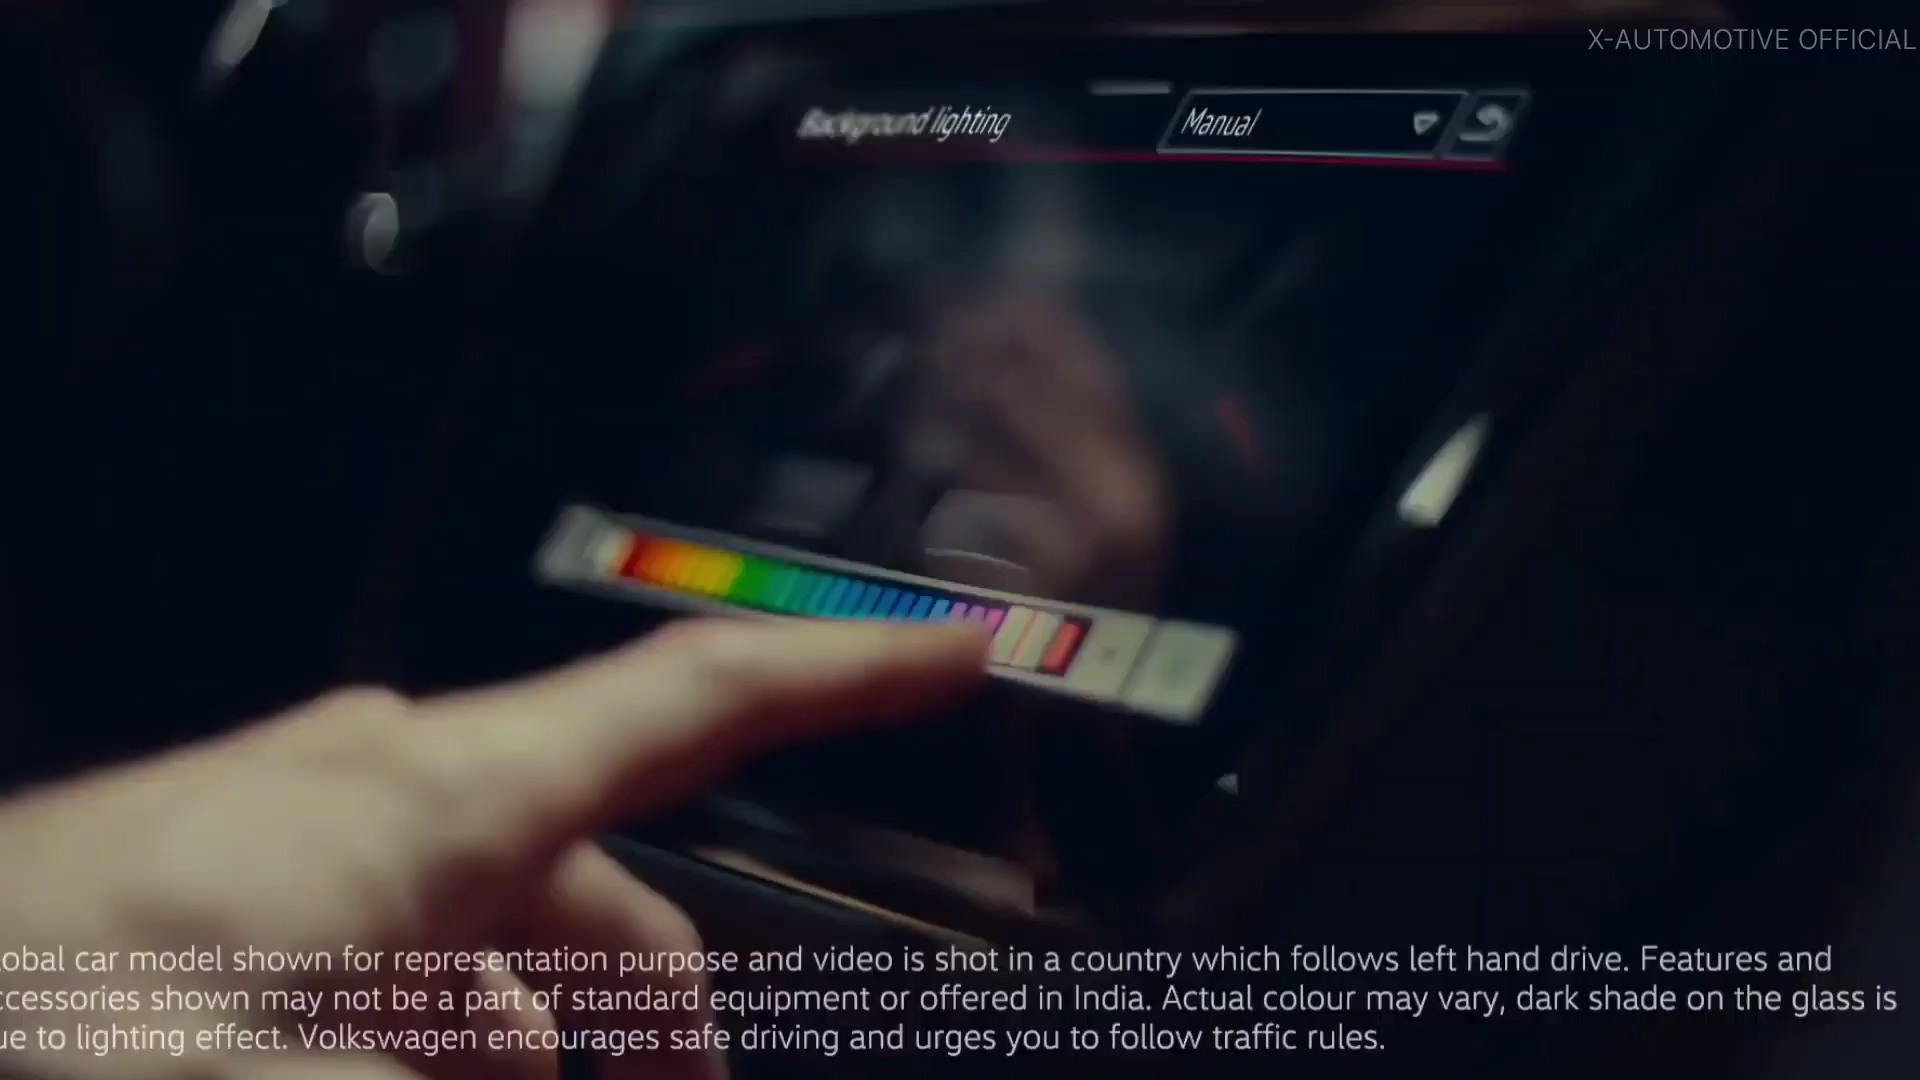 X-AUTOMOTIVE OFFICIAL
Background lighting
Manual
obal car model shown for representation purpose and video is shot in a country which follows left hand drive. Features and
ccessories shown may not be a part of standard equipment or offered in India. Actual colour may vary, dark shade on the glass is
ue to lighting effect. Volkswagen encourages safe driving and urges you to follow traffic rules.